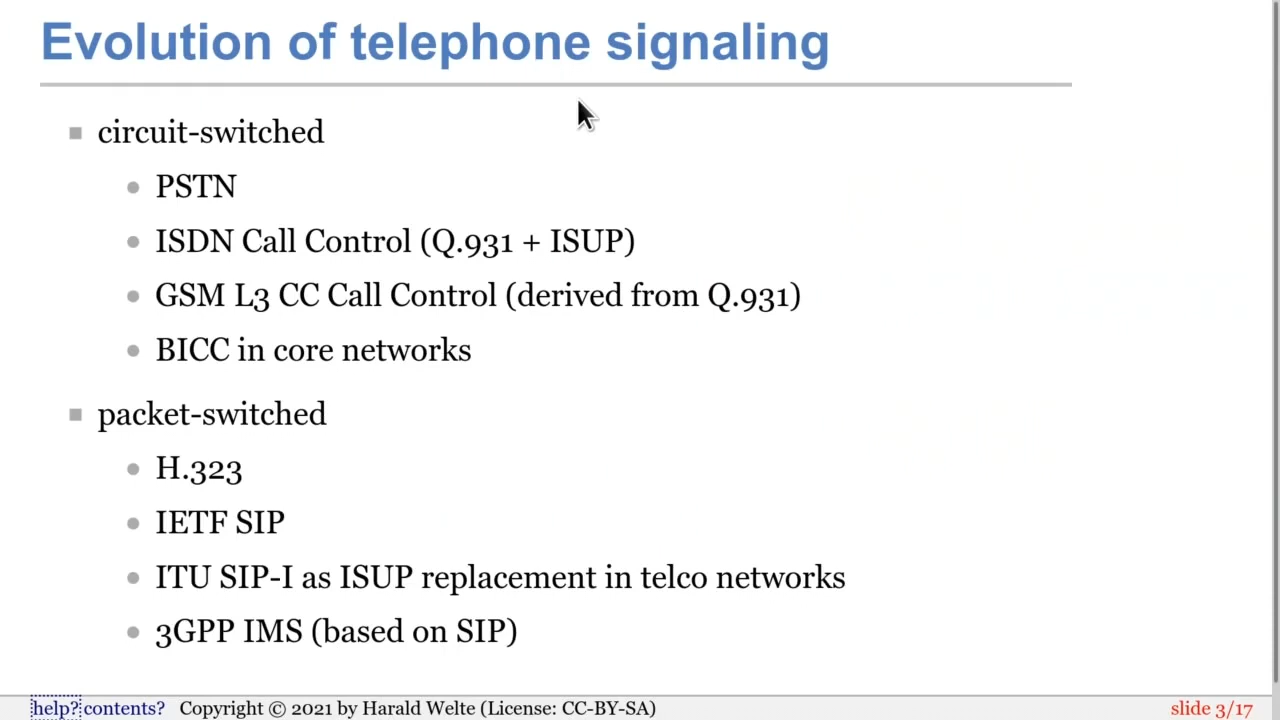 Evolution of telephone signaling
circuit-switched
PSTN
ISDN Call Control (Q.931 + ISUP)
GSM L3 CC Call Control (derived from Q.931)
BICC in core networks
packet-switched
H.323
IETF SIP
ITU SIP-I as ISUP replacement in telco networks
3GPP IMS (based on SIP)
help? contents? Copyright © 2021 by Harald Welte (License: CC-BY-SA) slide 3/17